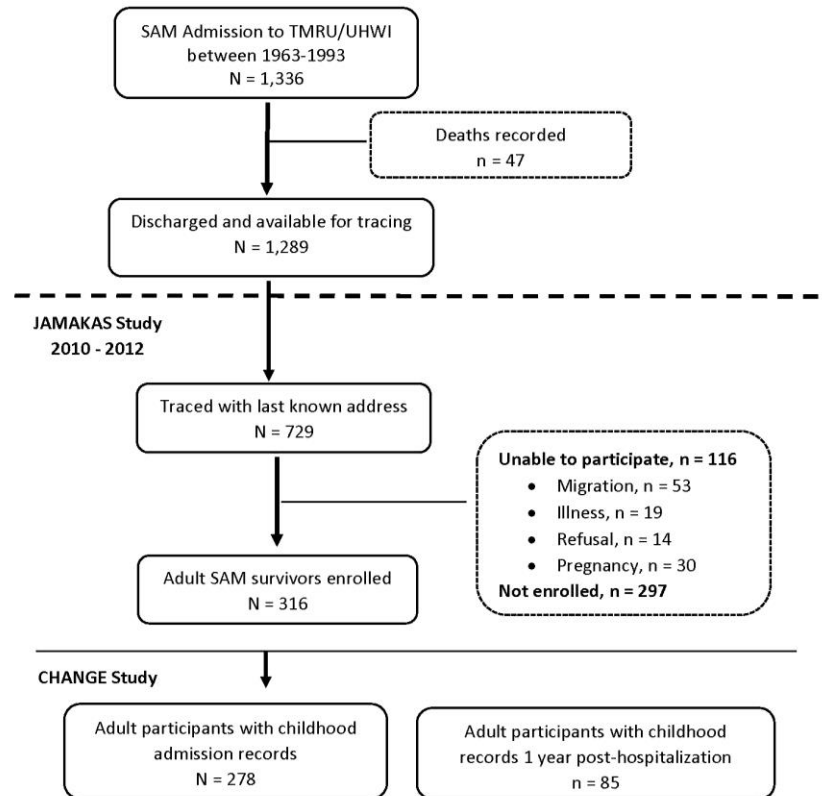 SAM Admission to TMRU/UHWI
between 1963-1993
N = 1,336
Deaths recorded
n = 47
Discharged and available for tracing
N = 1,289
JAMAKAS Study
2010 - 2012
Traced with last known address
N = 729
Unable to participate, n = 116
• Migration, n = 53
• Illness, n = 19
• Refusal, n = 14
• Pregnancy, n = 30
Not enrolled, n = 297
Adult SAM survivors enrolled
N = 316
CHANGE Study
Adult participants with childhood
admission records
N = 278
Adult participants with childhood
records 1 year post-hospitalization
n = 85